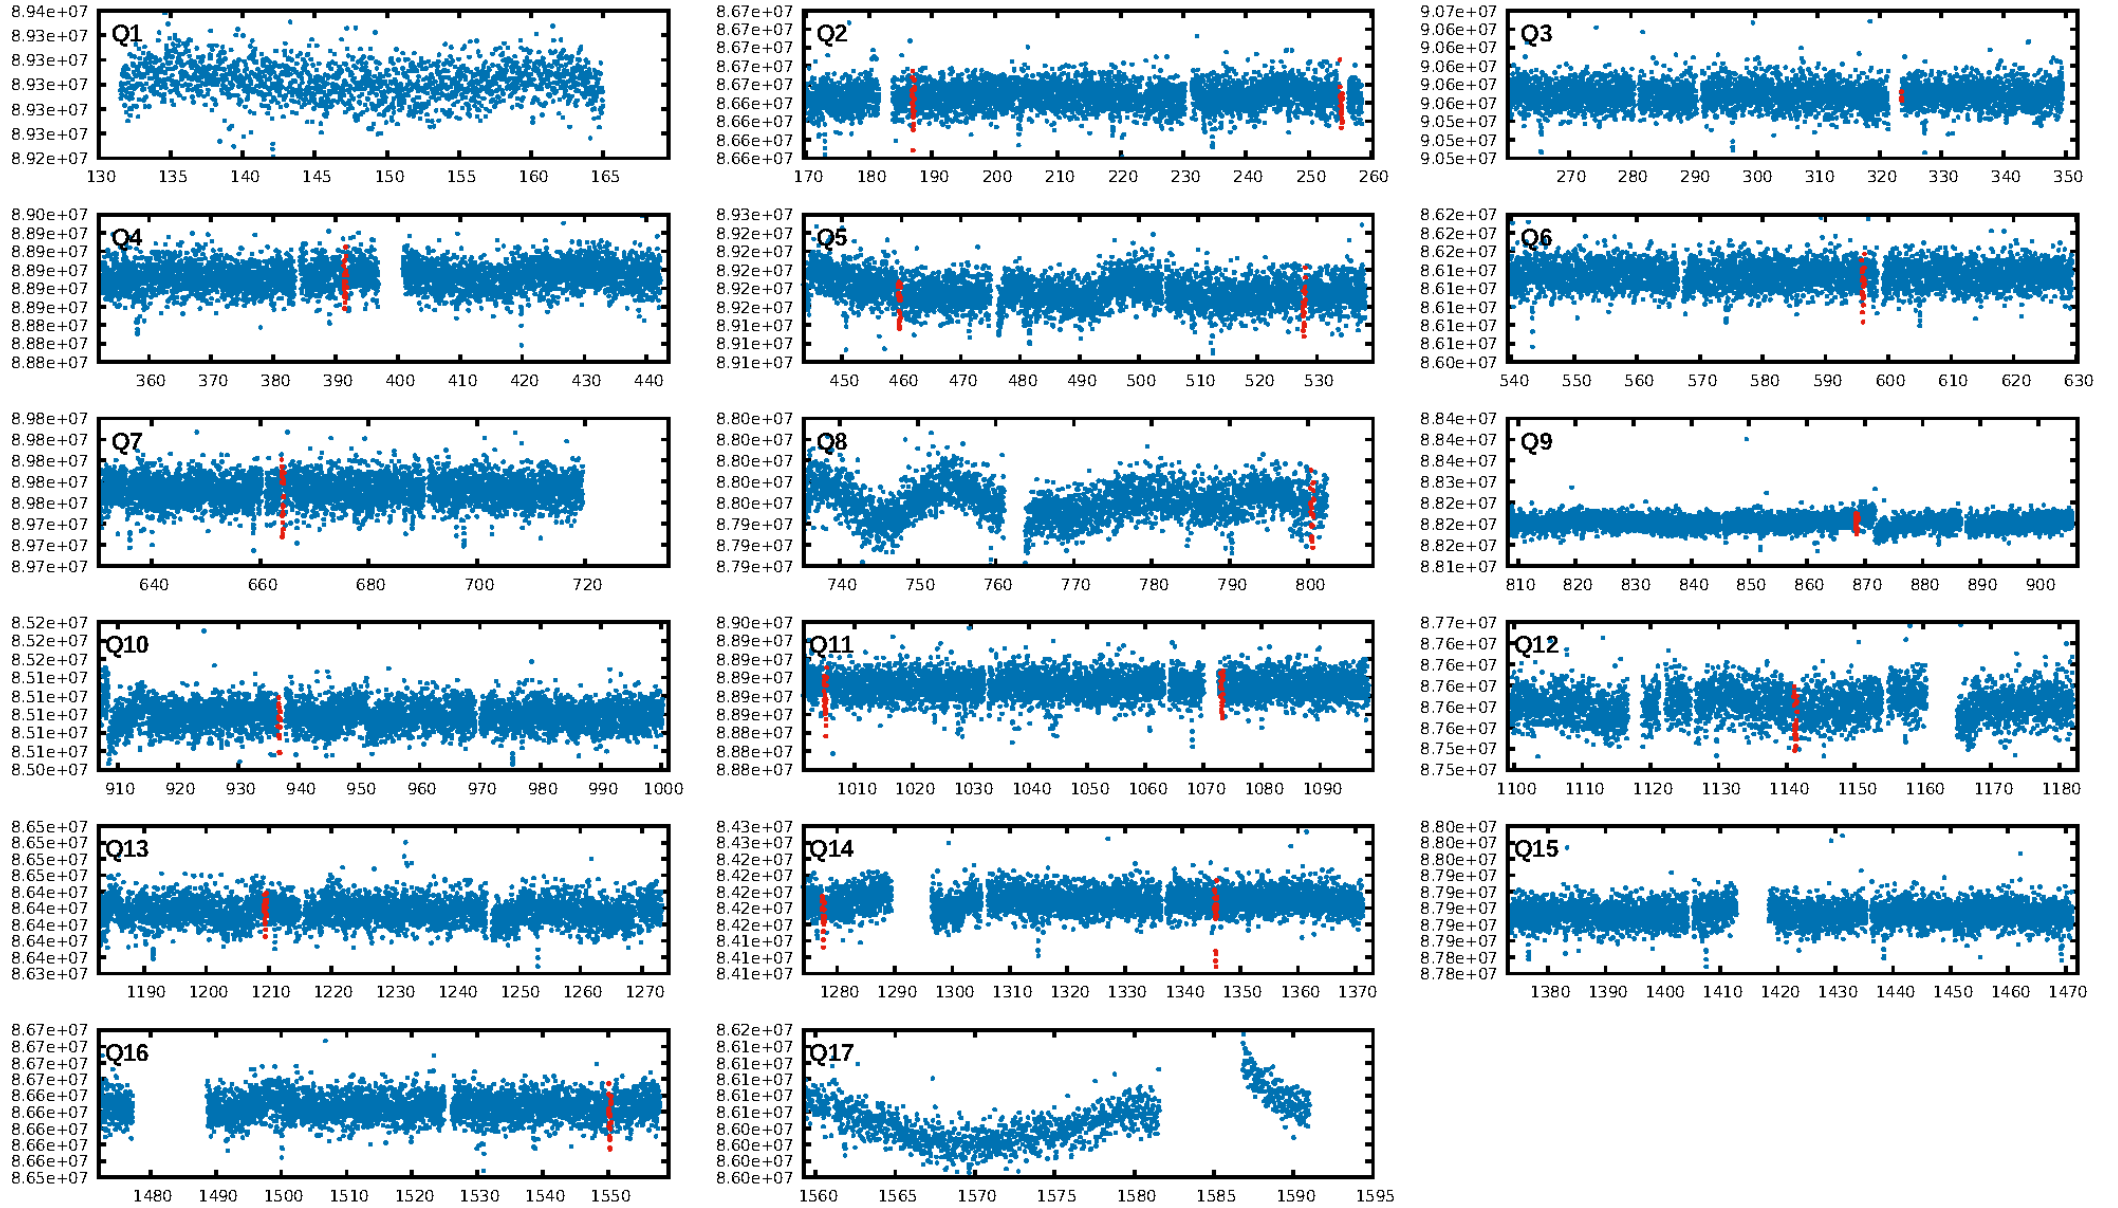 8.94e+07
8.93e+07
8.93e+07
8.93e+07
8.93e+07
8.93e+07
8.92e+07
Q1
130 135 140 145 150 155 160 165
8.67e+07
8.67e+07
8.67e+07
8.67e+07
8.67e+07
8.66e+07
8.66e+07
8.66e+07
8.66e+07
Q2
170 180 190 200 210 220 230 240 250 260
9.07e+07
9.06e+07
9.06e+07
9.06e+07
9.06e+07
9.06e+07
9.05e+07
9.05e+07
9.05e+07
Q3
270 280 290 300 310 320 330 340 350
8.90e+07
8.89e+07
8.89e+07
8.89e+07
8.89e+07
8.89e+07
8.88e+07
8.88e+07
8.88e+07
Q4
360 370 380 390 400 410 420 430 440
8.93e+07
8.92e+07
8.92e+07
8.92e+07
8.92e+07
8.92e+07
8.91e+07
8.91e+07
8.91e+07
Q5
450 460 470 480 490 500 510 520 530
8.62e+07
8.62e+07
8.62e+07
8.61e+07
8.61e+07
8.61e+07
8.61e+07
8.61e+07
8.60e+07
Q6
540 550 560 570 580 590 600 610 620 630
8.98e+07
8.98e+07
8.98e+07
8.98e+07
8.98e+07
8.97e+07
8.97e+07
8.97e+07
Q7
640 660 680 700 720
8.80e+07
8.80e+07
8.80e+07
8.80e+07
8.80e+07
8.79e+07
8.79e+07
8.79e+07
Q8
740 750 760 770 780 790 800
8.84e+07
8.84e+07
8.84e+07
8.83e+07
8.82e+07
8.82e+07
8.82e+07
8.81e+07
Q9
810 820 830 840 850 860 870 880 890 900
8.52e+07
8.52e+07
8.52e+07
8.51e+07
8.51e+07
8.51e+07
8.51e+07
8.51e+07
8.50e+07
Q10
910 920 930 940 950 960 970 980 990 1000
8.90e+07
8.89e+07
8.89e+07
8.89e+07
8.89e+07
8.89e+07
8.88e+07
8.88e+07
8.88e+07
Q11
1010 1020 1030 1040 1050 1060 1070 1080 1090
8.77e+07
8.76e+07
8.76e+07
8.76e+07
8.76e+07
8.76e+07
8.75e+07
8.75e+07
Q12
1100 1110 1120 1130 1140 1150 1160 1170 1180
8.65e+07
8.65e+07
8.65e+07
8.65e+07
8.64e+07
8.64e+07
8.64e+07
8.64e+07
8.64e+07
8.63e+07
Q13
1190 1200 1210 1220 1230 1240 1250 1260 1270
8.43e+07
8.43e+07
8.42e+07
8.42e+07
8.42e+07
8.42e+07
8.42e+07
8.41e+07
8.41e+07
8.41e+07
Q14
1280 1290 1300 1310 1320 1330 1340 1350 1360 1370
8.80e+07
8.80e+07
8.80e+07
8.79e+07
8.79e+07
8.79e+07
8.79e+07
8.79e+07
8.78e+07
8.78e+07
Q15
1380 1390 1400 1410 1420 1430 1440 1450 1460 1470
8.67e+07
8.67e+07
8.67e+07
8.67e+07
8.66e+07
8.66e+07
8.66e+07
8.66e+07
8.66e+07
8.65e+07
Q16
1480 1490 1500 1510 1520 1530 1540 1550
8.62e+07
8.61e+07
8.61e+07
8.61e+07
8.61e+07
8.61e+07
8.60e+07
8.60e+07
8.60e+07
8.60e+07
Q17
1560 1565 1570 1575 1580 1585 1590 1595